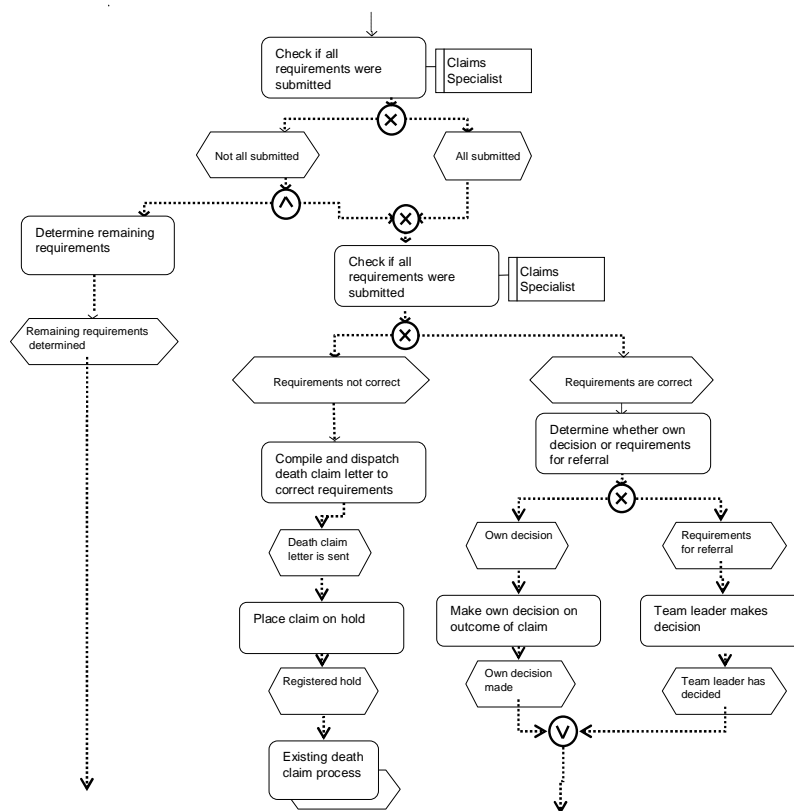 Check if all
requirements were
submitted
Claims
Specialist
Not all submitted
All submitted
Determine remaining
requirements
Check if all
requirements were
submitted
Claims
Specialist
Remaining requirements
determined
Requirements not correct
Requirements are correct
Compile and dispatch
death claim letter to
correct requirements
Determine whether own
decision or requirements
for referral
Death claim
letter is sent
Own decision
Requirements
for referral
Place claim on hold
Make own decision on
outcome of claim
Team leader makes
decision
Registered hold
Own decision
made
Team leader has
decided
Existing death
claim process